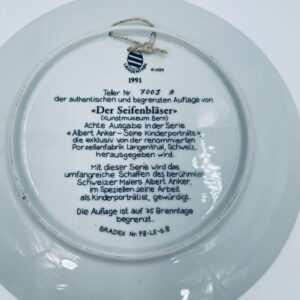 1991
Teller Nr. 7003 A
der authentischen und begrenzten Auflage von
«Der Seifenbläser»
(Kunstmuseum Bern)
Achte Ausgabe in der Serie
«Albert Anker – Seine Kinderporträts»
die exklusiv von der renommierten
Porzellanfabrik Langenthal, Schweiz,
herausgegeben wird.
Mit dieser Serie wird das
umfangreiche Schaffen des berühmten
Schweizer Malers Albert Anker,
im Speziellen seine Arbeit
als Kinderporträtist, gewürdigt.
Die Auflage ist auf 75 Brenntage
begrenzt.
BRADEX Nr. 78-L5-6.8